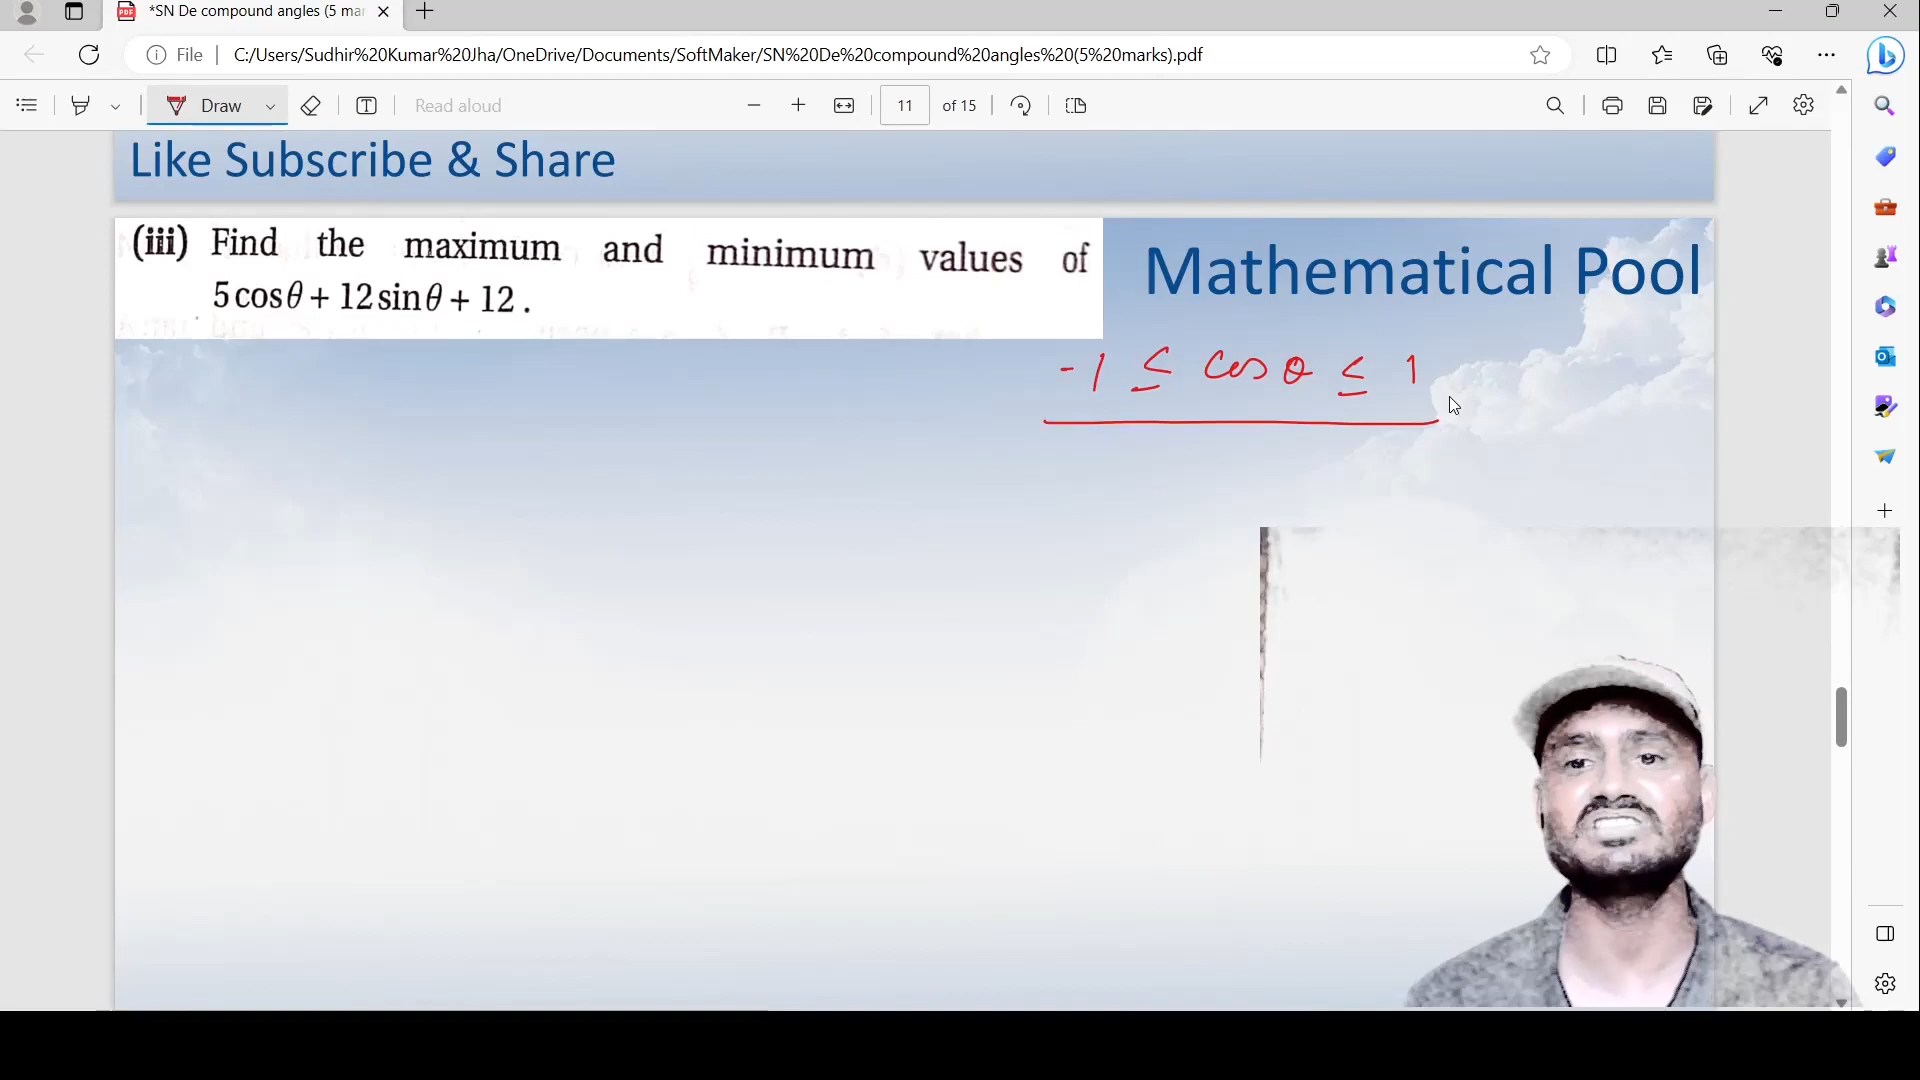 *SN De compound angles (5 mar
File
C:/Users/Sudhir%20Kumar%20Jha/OneDrive/Documents/SoftMaker/SN%20De%20compound%20angles%20(5%20marks).pdf
Draw
Read aloud
11
of 15
Like Subscribe & Share
(iii) Find the maximum and minimum values of
5cosθ + 12sinθ + 12.
Mathematical Pool
-1 ≤ cos θ ≤ 1